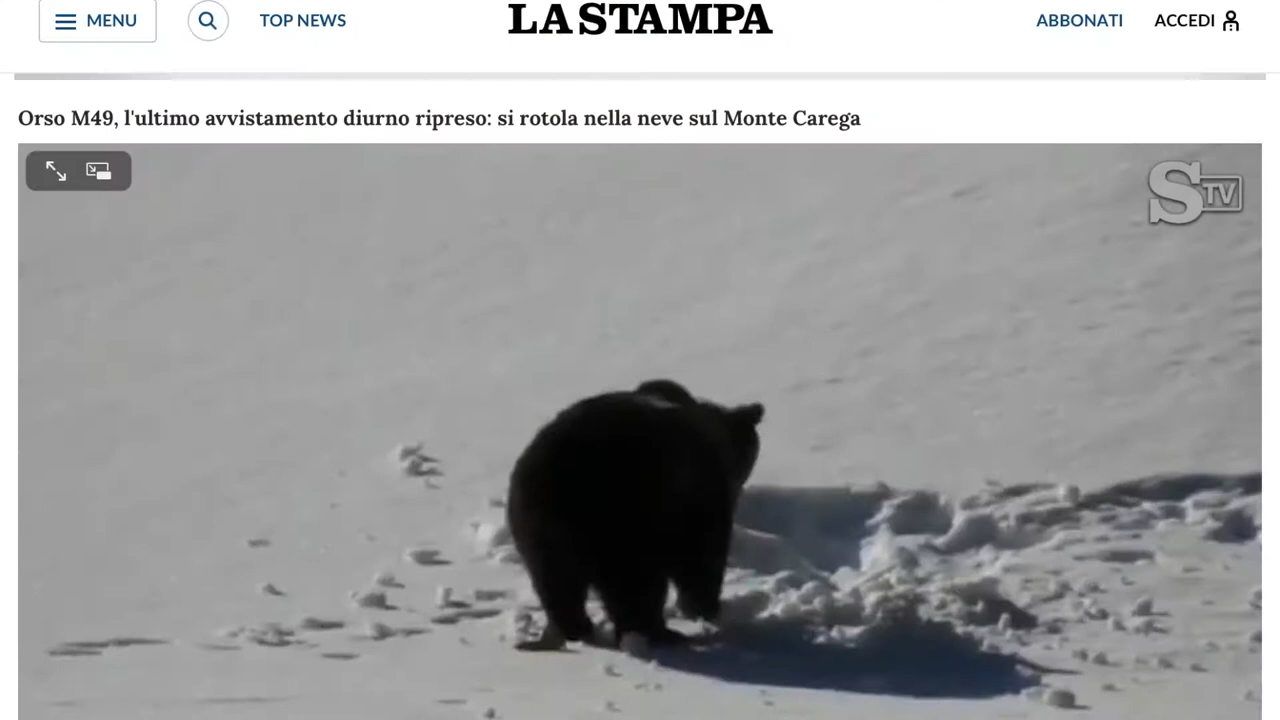 MENU
TOP NEWS
LA STAMPA
ABBONATI
ACCEDI
Orso M49, l'ultimo avvistamento diurno ripreso: si rotola nella neve sul Monte Carega
STV